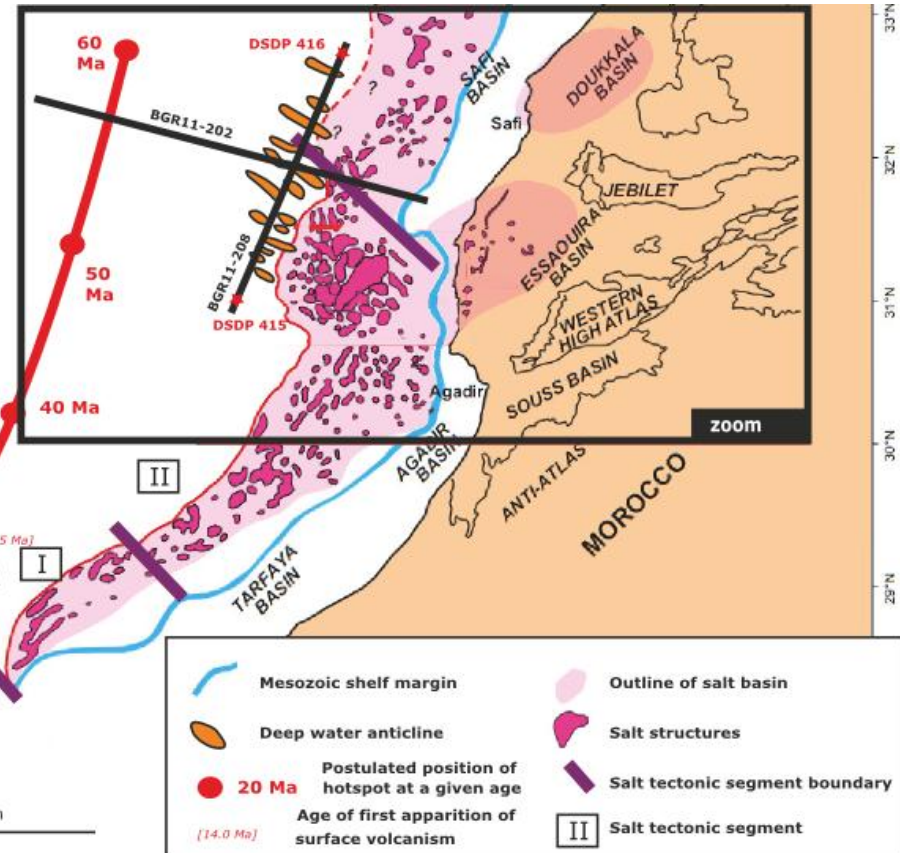 60
Ma
DSDP 416
BGR11-202
?
?
SAFI
BASIN
DOUKKALA
BASIN
Safi
33°N
32°N
JEBILET
ESSAOUIRA
BASIN
50
Ma
BGR11-208
DSDP 415
31°N
WESTERN
HIGH ATLAS
40 Ma
Agadir
SOUSS BASIN
zoom
30°N
AGADIR
BASIN
ANTI-ATLAS
MOROCCO
II
5 Ma]
I
TARFAYA
BASIN
29°N
Mesozoic shelf margin
Outline of salt basin
Deep water anticline
Salt structures
20 Ma
Postulated position of
hotspot at a given age
Salt tectonic segment boundary
[14.0 Ma]
Age of first apparition of
surface volcanism
II
Salt tectonic segment